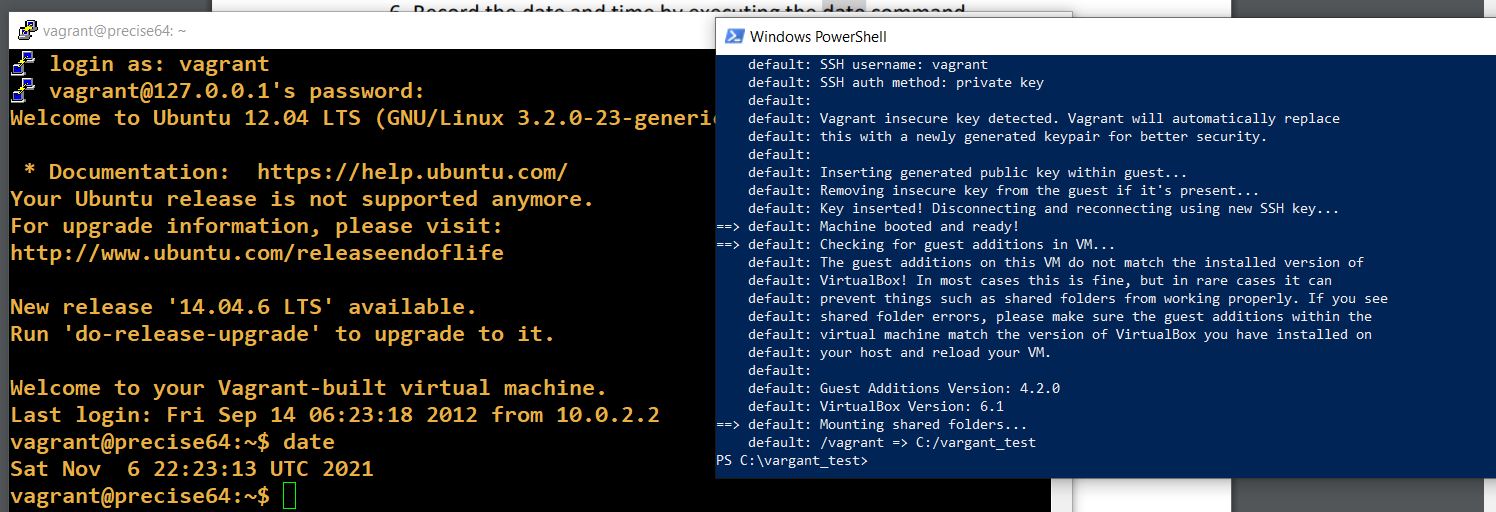 6. Record the date and time by executing the date command
vagrant@precise64: ~
login as: vagrant
vagrant@127.0.0.1's password:
Welcome to Ubuntu 12.04 LTS (GNU/Linux 3.2.0-23-generic
* Documentation:  https://help.ubuntu.com/
Your Ubuntu release is not supported anymore.
For upgrade information, please visit:
http://www.ubuntu.com/releaseendoflife
New release '14.04.6 LTS' available.
Run 'do-release-upgrade' to upgrade to it.
Welcome to your Vagrant-built virtual machine.
Last login: Fri Sep 14 06:23:18 2012 from 10.0.2.2
vagrant@precise64:~$ date
Sat Nov  6 22:23:13 UTC 2021
vagrant@precise64:~$
Windows PowerShell
default: SSH username: vagrant
default: SSH auth method: private key
default:
default: Vagrant insecure key detected. Vagrant will automatically replace
default: this with a newly generated keypair for better security.
default:
default: Inserting generated public key within guest...
default: Removing insecure key from the guest if it's present...
default: Key inserted! Disconnecting and reconnecting using new SSH key...
==> default: Machine booted and ready!
==> default: Checking for guest additions in VM...
default: The guest additions on this VM do not match the installed version of
default: VirtualBox! In most cases this is fine, but in rare cases it can
default: prevent things such as shared folders from working properly. If you see
default: shared folder errors, please make sure the guest additions within the
default: virtual machine match the version of VirtualBox you have installed on
default: your host and reload your VM.
default:
default: Guest Additions Version: 4.2.0
default: VirtualBox Version: 6.1
==> default: Mounting shared folders...
default: /vagrant => C:/vargant_test
PS C:\vargant_test>